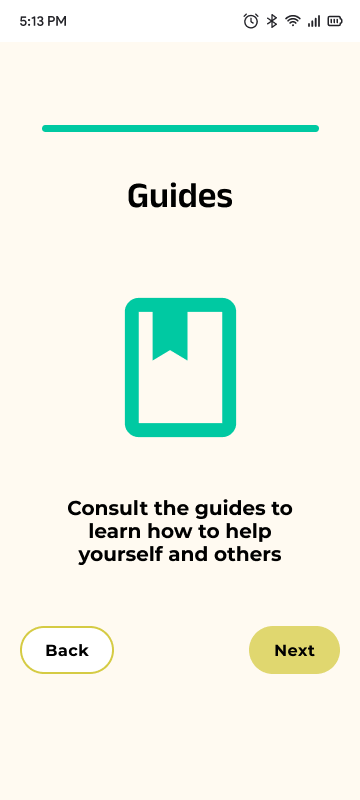 5:13 PM
Guides
Consult the guides to
learn how to help
yourself and others
Back
Next